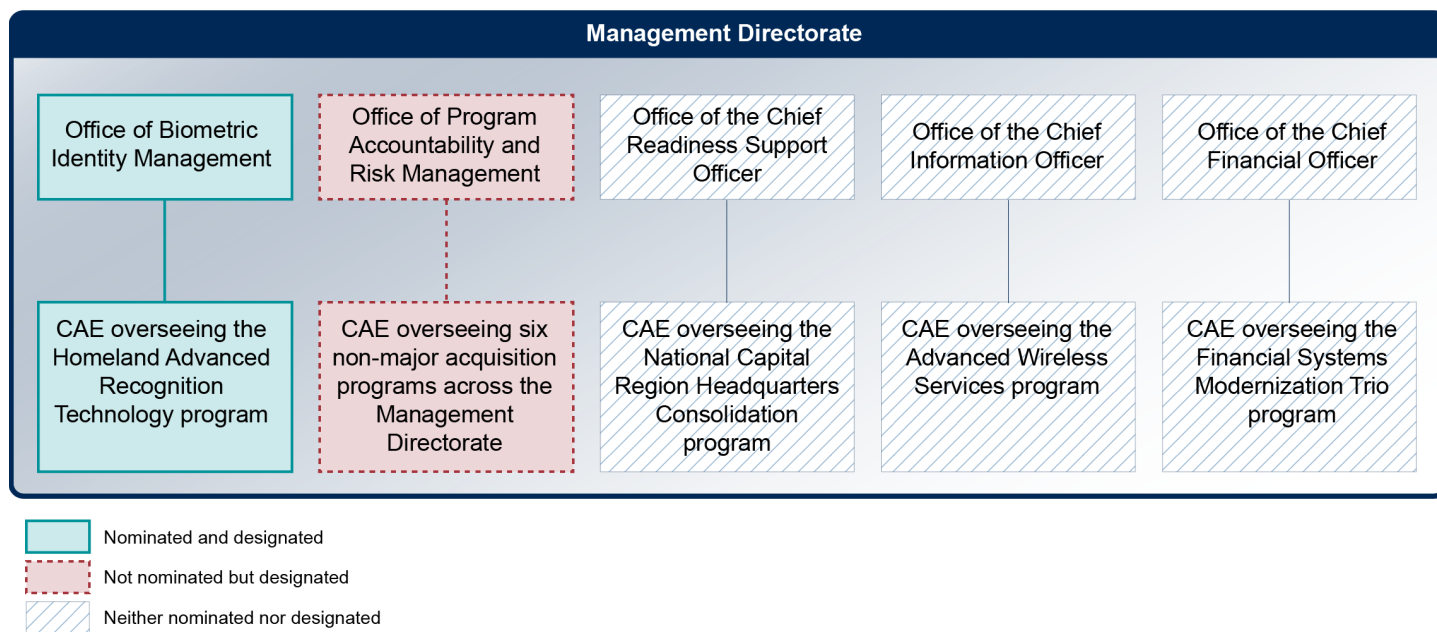 Management Directorate
Office of Biometric
Identity Management
Office of Program
Accountability and
Risk Management
Office of the Chief
Readiness Support
Officer
Office of the Chief
Information Officer
Office of the Chief
Financial Officer
CAE overseeing the
Homeland Advanced
Recognition
Technology program
CAE overseeing six
non-major acquisition
programs across the
Management
Directorate
CAE overseeing the
National Capital
Region Headquarters
Consolidation
program
CAE overseeing the
Advanced Wireless
Services program
CAE overseeing the
Financial Systems
Modernization Trio
program
Nominated and designated
Not nominated but designated
Neither nominated nor designated